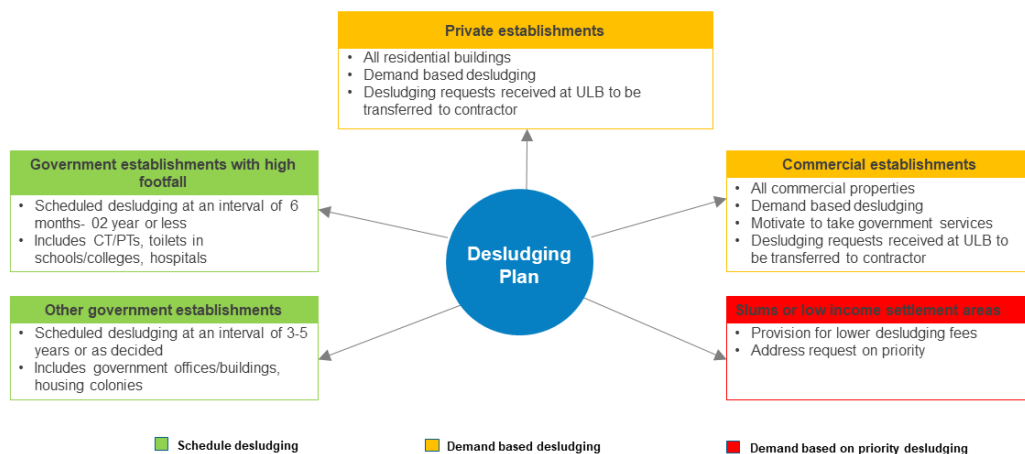 Private establishments
• All residential buildings
• Demand based desludging
• Desludging requests received at ULB to be
transferred to contractor
Government establishments with high
footfall
• Scheduled desludging at an interval of 6
months- 02 year or less
• Includes CT/PTs, toilets in
schools/colleges, hospitals
Commercial establishments
• All commercial properties
• Demand based desludging
• Motivate to take government services
• Desludging requests received at ULB to
be transferred to contractor
Desludging
Plan
Other government establishments
• Scheduled desludging at an interval of 3-5
years or as decided
• Includes government offices/buildings,
housing colonies
Slums or low income settlement areas
• Provision for lower desludging fees
• Address request on priority
Schedule desludging
Demand based desludging
Demand based on priority desludging